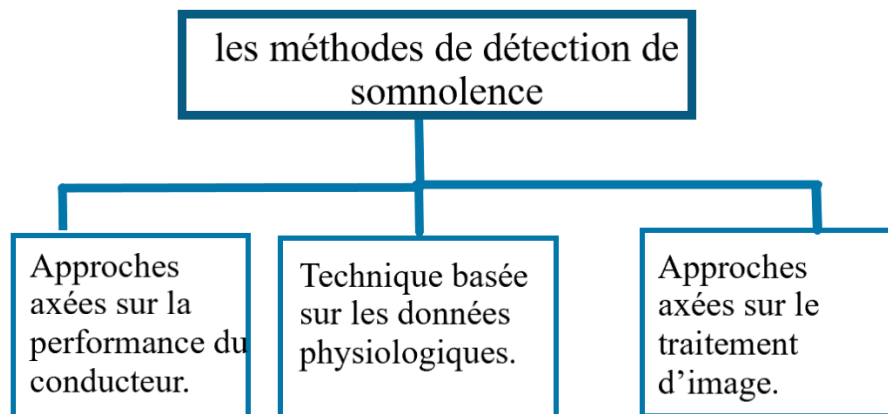 les méthodes de détection de
somnolence
Approches
axées sur la
performance du
conducteur.
Technique basée
sur les données
physiologiques.
Approches
axées sur le
traitement
d’image.